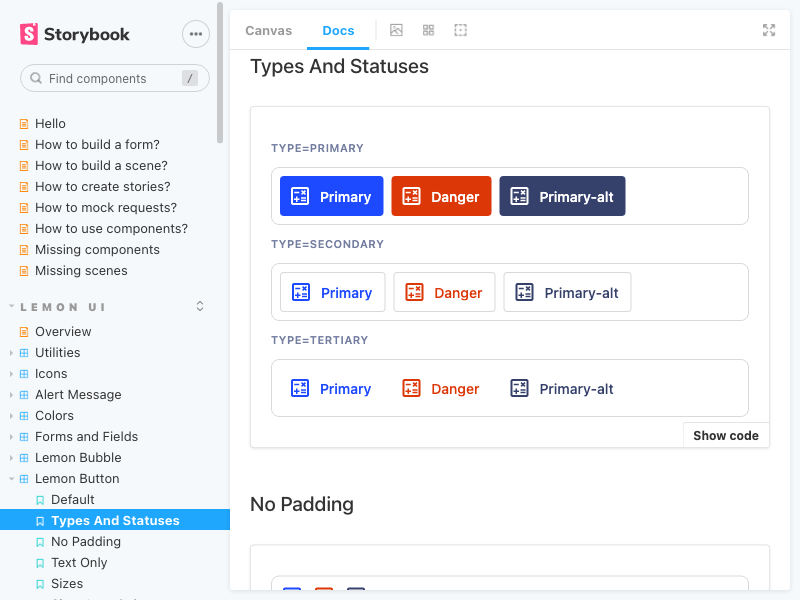 Storybook
Find components /
Hello
How to build a form?
How to build a scene?
How to create stories?
How to mock requests?
How to use components?
Missing components
Missing scenes
LEMON UI
Overview
Utilities
Icons
Alert Message
Colors
Forms and Fields
Lemon Bubble
Lemon Button
Default
Types And Statuses
No Padding
Text Only
Sizes
Canvas Docs
Types And Statuses
TYPE=PRIMARY
Primary Danger Primary-alt
TYPE=SECONDARY
Primary Danger Primary-alt
TYPE=TERTIARY
Primary Danger Primary-alt
Show code
No Padding